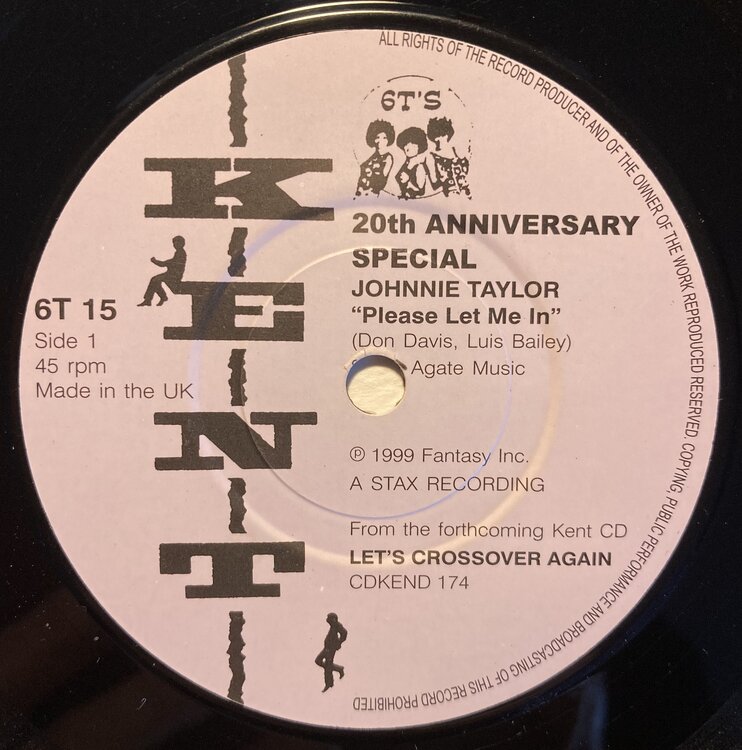 ALL RIGHTS OF THE RECORD PRODUCER AND OF THE OWNER OF THE WORK REPRODUCED RESERVED. COPYING, PUBLIC PERFORMANCE AND BROADCASTING OF THIS RECORD PROHIBITED
6T'S
KENT
20th ANNIVERSARY
SPECIAL
JOHNNIE TAYLOR
“Please Let Me In”
(Don Davis, Luis Bailey)
Agate Music
6T 15
Side 1
45 rpm
Made in the UK
℗ 1999 Fantasy Inc.
A STAX RECORDING
From the forthcoming Kent CD
LET'S CROSSOVER AGAIN
CDKEND 174